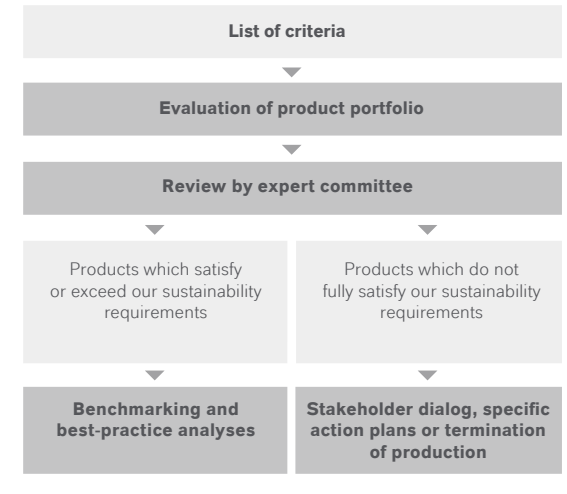 List of criteria
Evaluation of product portfolio
Review by expert committee
Products which satisfy
or exceed our sustainability
requirements
Products which do not
fully satisfy our sustainability
requirements
Benchmarking and
best-practice analyses
Stakeholder dialog, specific
action plans or termination
of production